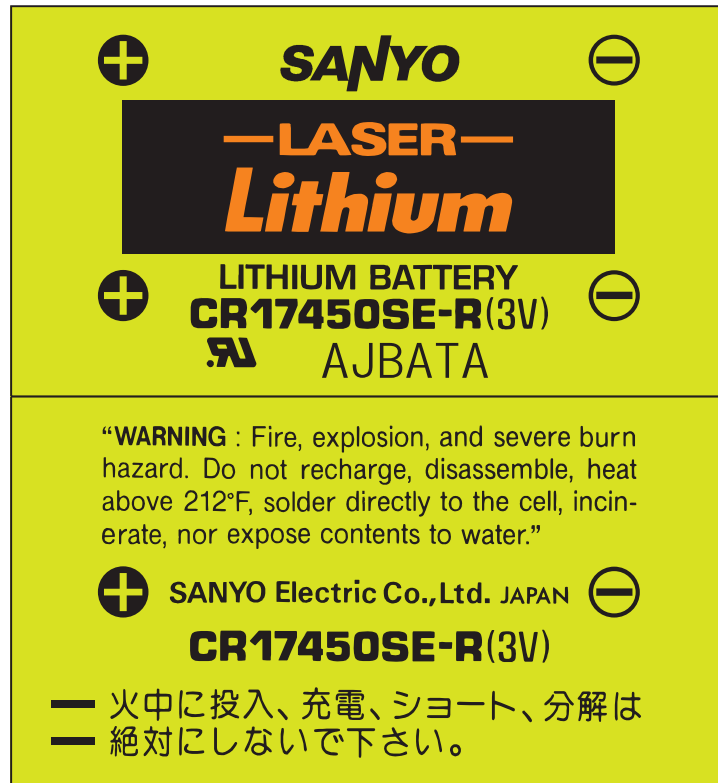 SANYO
LASER
Lithium
LITHIUM BATTERY
CR17450SE-R(3V)
AJBATA
“WARNING : Fire, explosion, and severe burn
hazard. Do not recharge, disassemble, heat
above 212°F, solder directly to the cell, incin-
erate, nor expose contents to water.”
SANYO Electric Co.,Ltd. JAPAN
CR17450SE-R(3V)
火中に投入、充電、ショート、分解は
絶対にしないで下さい。